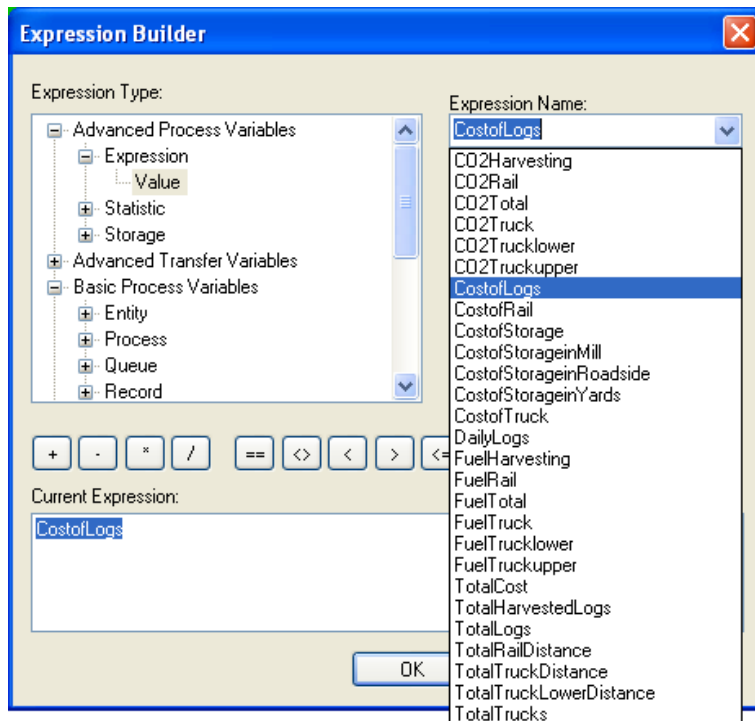 Expression Builder
Expression Type:
Advanced Process Variables
Expression
Value
Statistic
Storage
Advanced Transfer Variables
Basic Process Variables
Entity
Process
Queue
Record
Expression Name:
CostofLogs
CO2Harvesting
CO2Rail
CO2Total
CO2Truck
CO2Trucklower
CO2Truckupper
CostofLogs
CostofRail
CostofStorage
CostofStorageinMill
CostofStorageinRoadside
CostofStorageinYards
CostofTruck
DailyLogs
FuelHarvesting
FuelRail
FuelTotal
FuelTruck
FuelTrucklower
FuelTruckupper
TotalCost
TotalHarvestedLogs
TotalLogs
TotalRailDistance
TotalTruckDistance
TotalTruckLowerDistance
TotalTrucks
+ - * / == <> < > <=
Current Expression:
CostofLogs
OK